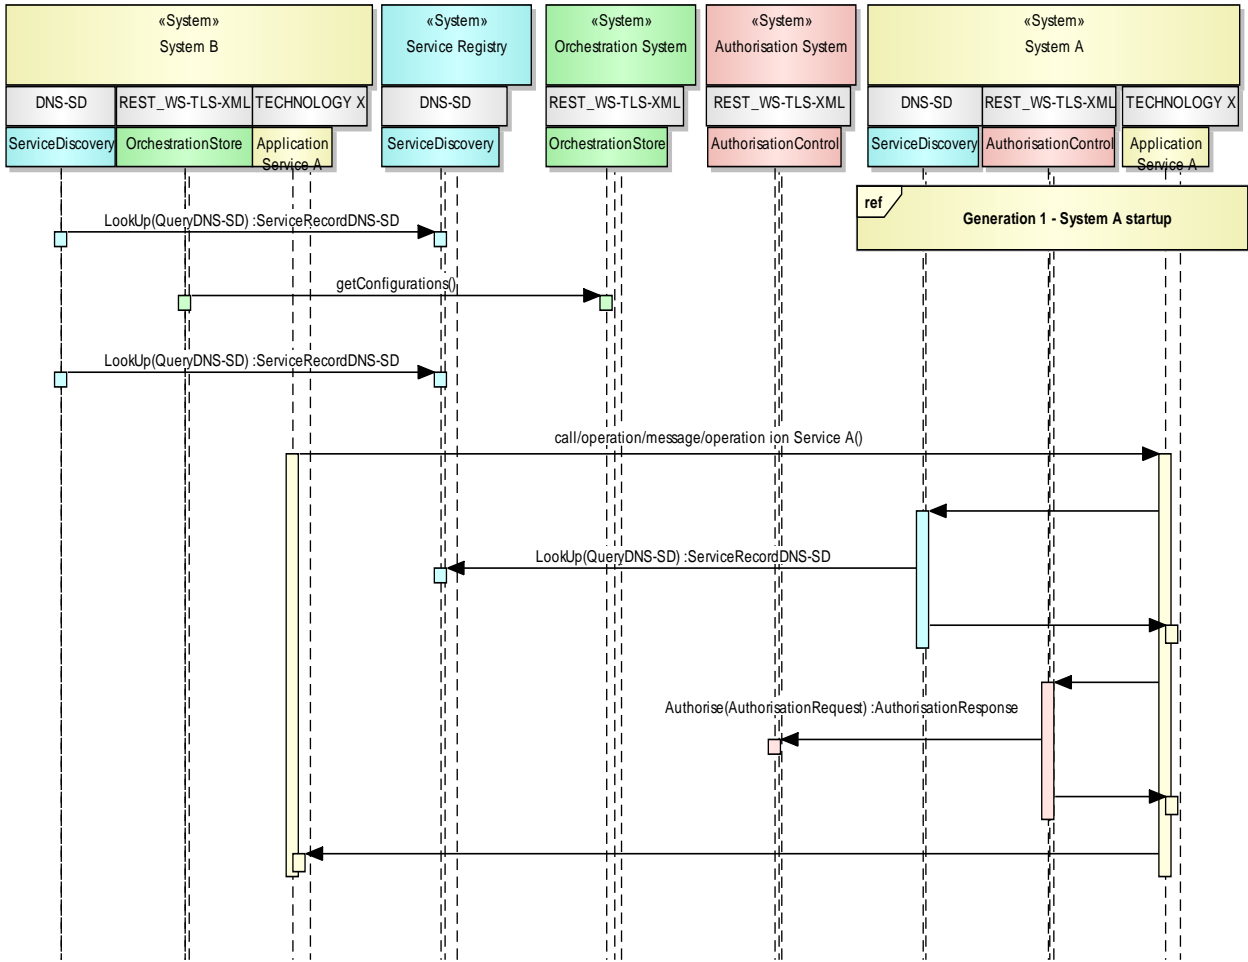 «System»
System B
«System»
Service Registry
«System»
Orchestration System
«System»
Authorisation System
«System»
System A
DNS-SD
REST_WS-TLS-XML
TECHNOLOGY X
DNS-SD
REST_WS-TLS-XML
REST_WS-TLS-XML
DNS-SD
REST_WS-TLS-XML
TECHNOLOGY X
ServiceDiscovery
OrchestrationStore
Application
Service A
ServiceDiscovery
OrchestrationStore
AuthorisationControl
ServiceDiscovery
AuthorisationControl
Application
Service A
ref
Generation 1 - System A startup
LookUp(QueryDNS-SD) :ServiceRecordDNS-SD
getConfigurations()
LookUp(QueryDNS-SD) :ServiceRecordDNS-SD
call/operation/message/operation ion Service A()
LookUp(QueryDNS-SD) :ServiceRecordDNS-SD
Authorise(AuthorisationRequest) :AuthorisationResponse